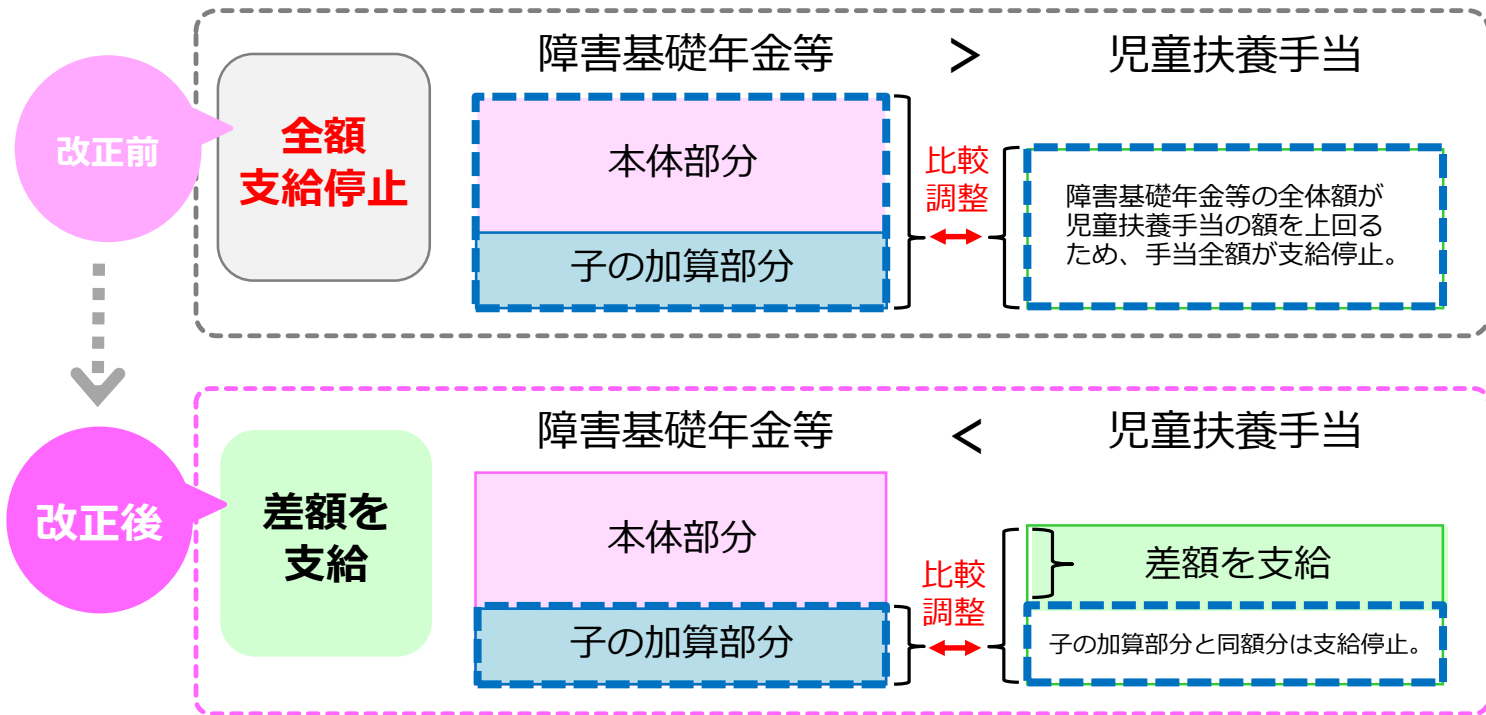 障害基礎年金等 > 児童扶養手当
改正前
全額
支給停止
本体部分
子の加算部分
比較
調整
障害基礎年金等の全体額が
児童扶養手当の額を上回る
ため、手当全額が支給停止。
障害基礎年金等 < 児童扶養手当
改正後
差額を
支給
本体部分
子の加算部分
比較
調整
差額を支給
子の加算部分と同額分は支給停止。